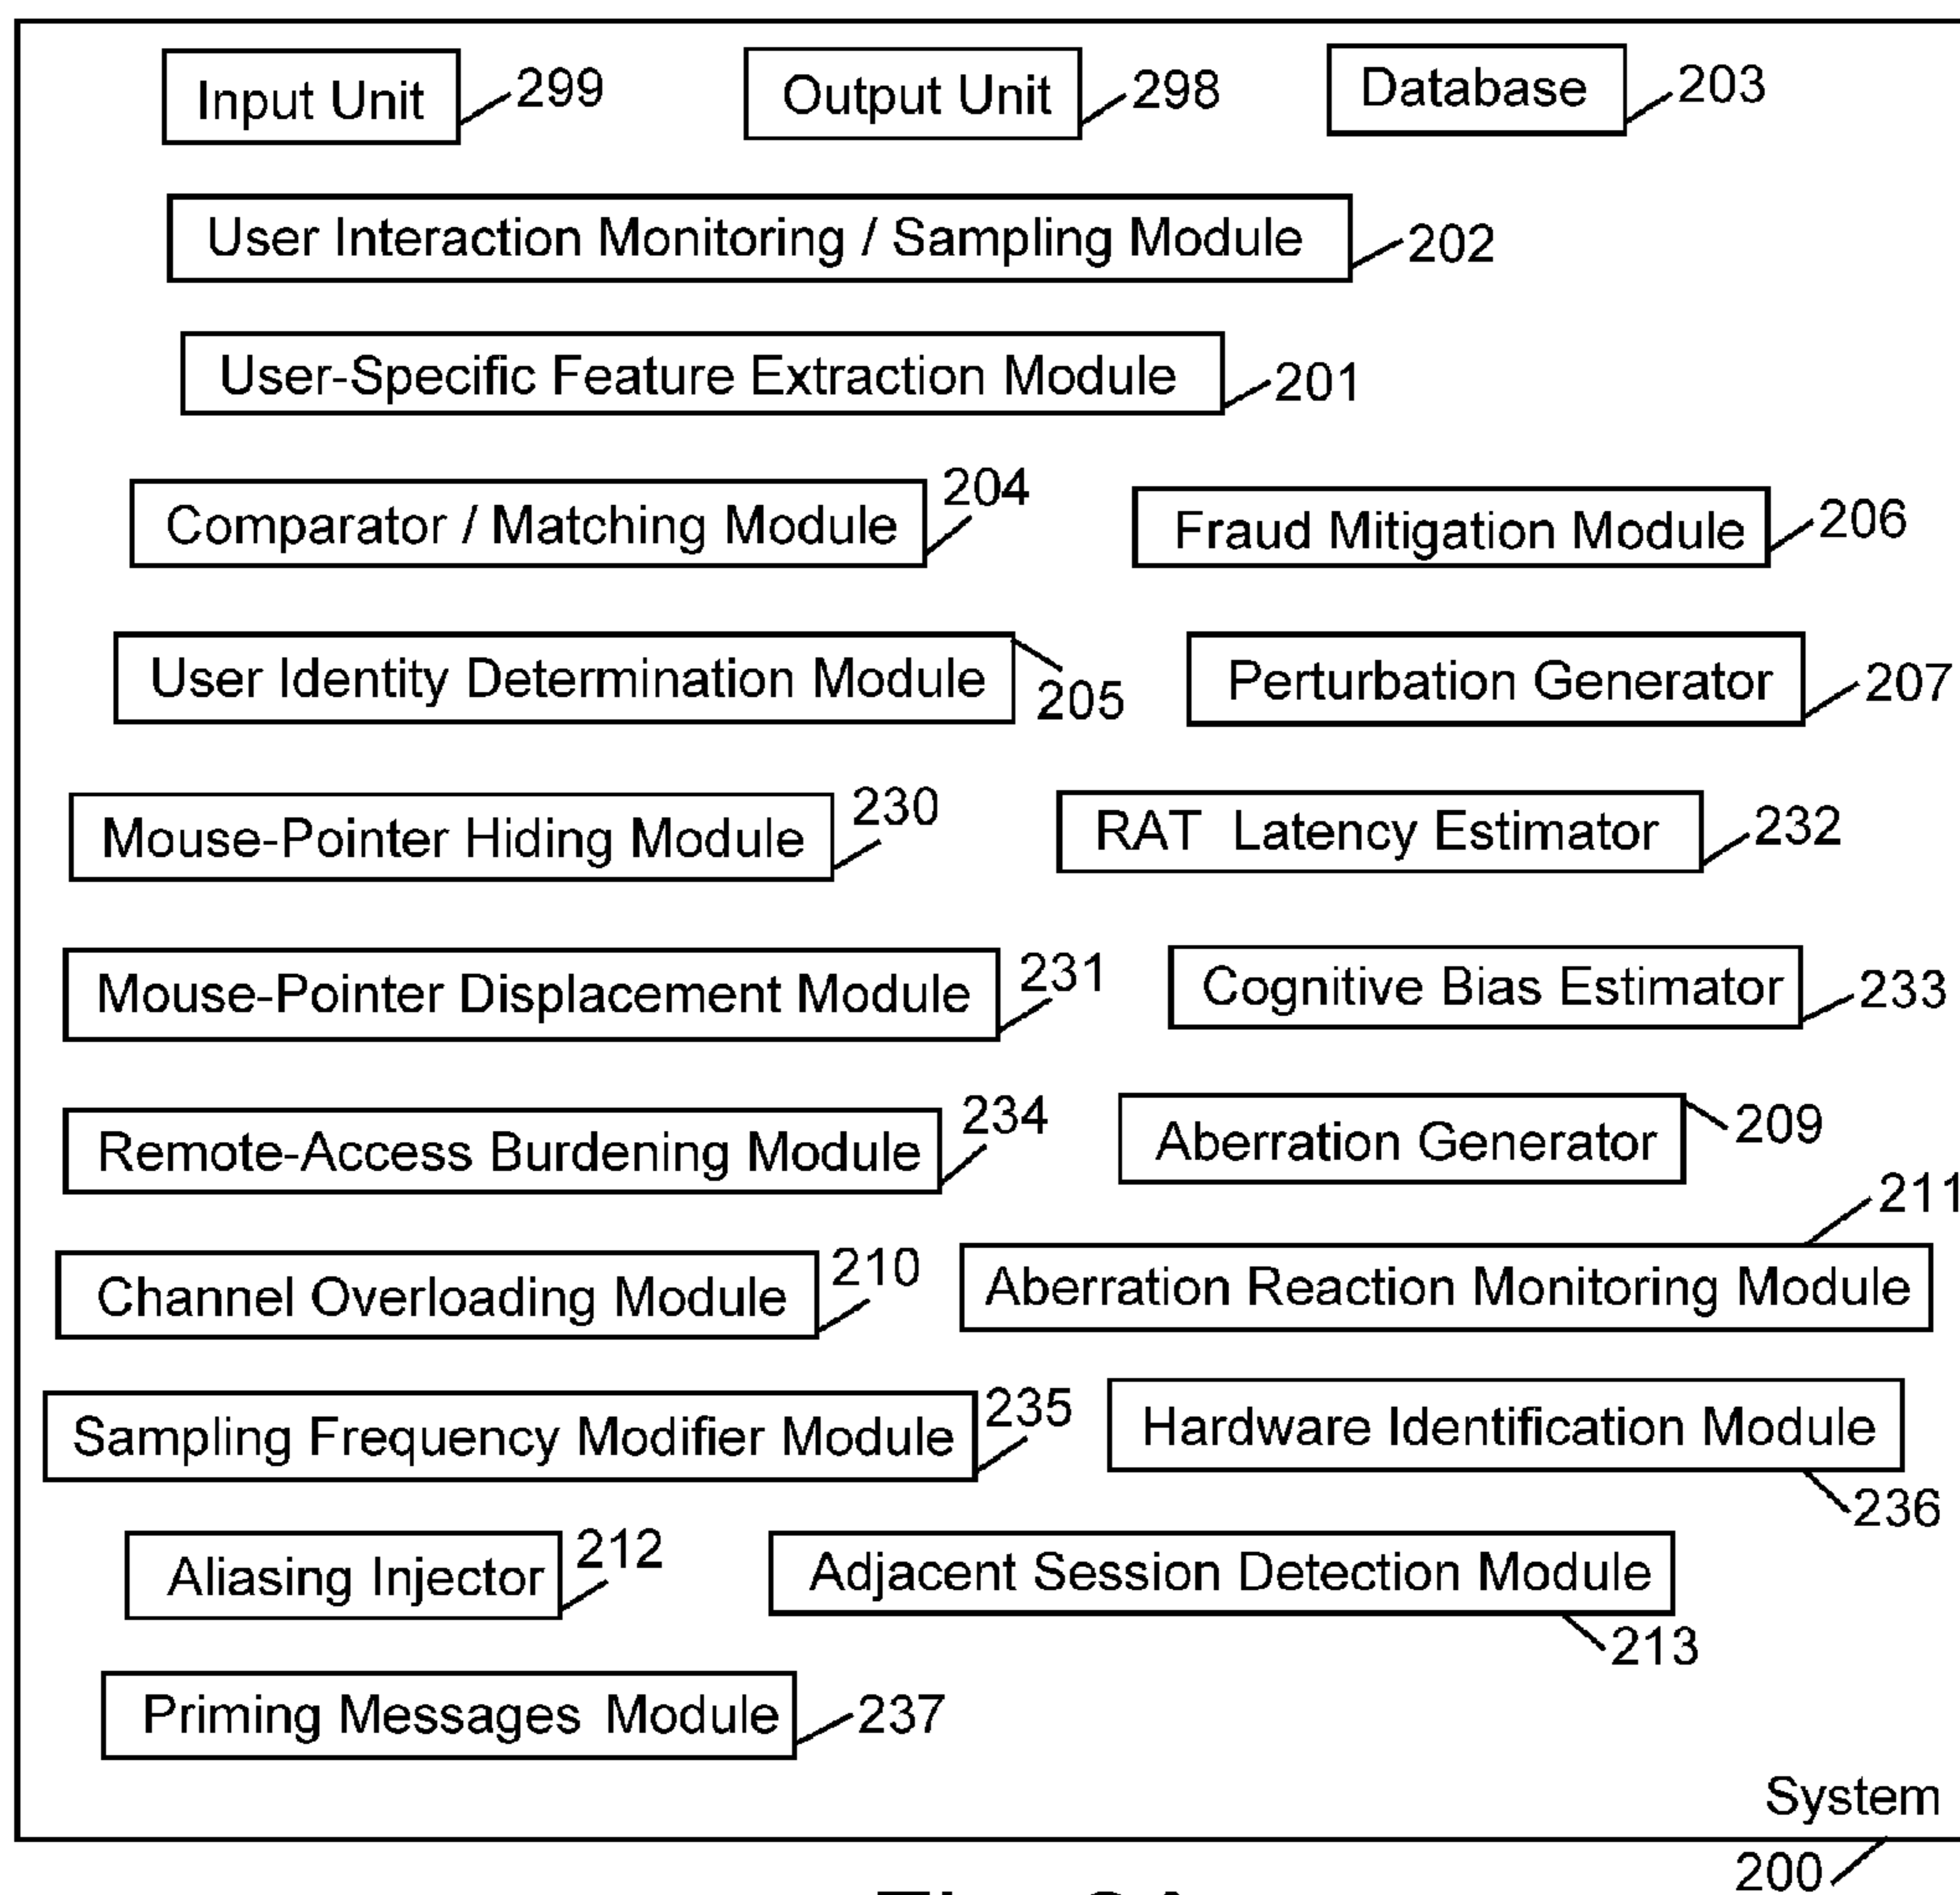 Input Unit 299 Output Unit 298 Database 203
User Interaction Monitoring / Sampling Module 202
User-Specific Feature Extraction Module 201
Comparator / Matching Module 204 Fraud Mitigation Module 206
User Identity Determination Module 205 Perturbation Generator 207
Mouse-Pointer Hiding Module 230 RAT Latency Estimator 232
Mouse-Pointer Displacement Module 231 Cognitive Bias Estimator 233
Remote-Access Burdening Module 234 Aberration Generator 209
Channel Overloading Module 210 Aberration Reaction Monitoring Module 211
Sampling Frequency Modifier Module 235 Hardware Identification Module 236
Aliasing Injector 212 Adjacent Session Detection Module 213
Priming Messages Module 237
System
200